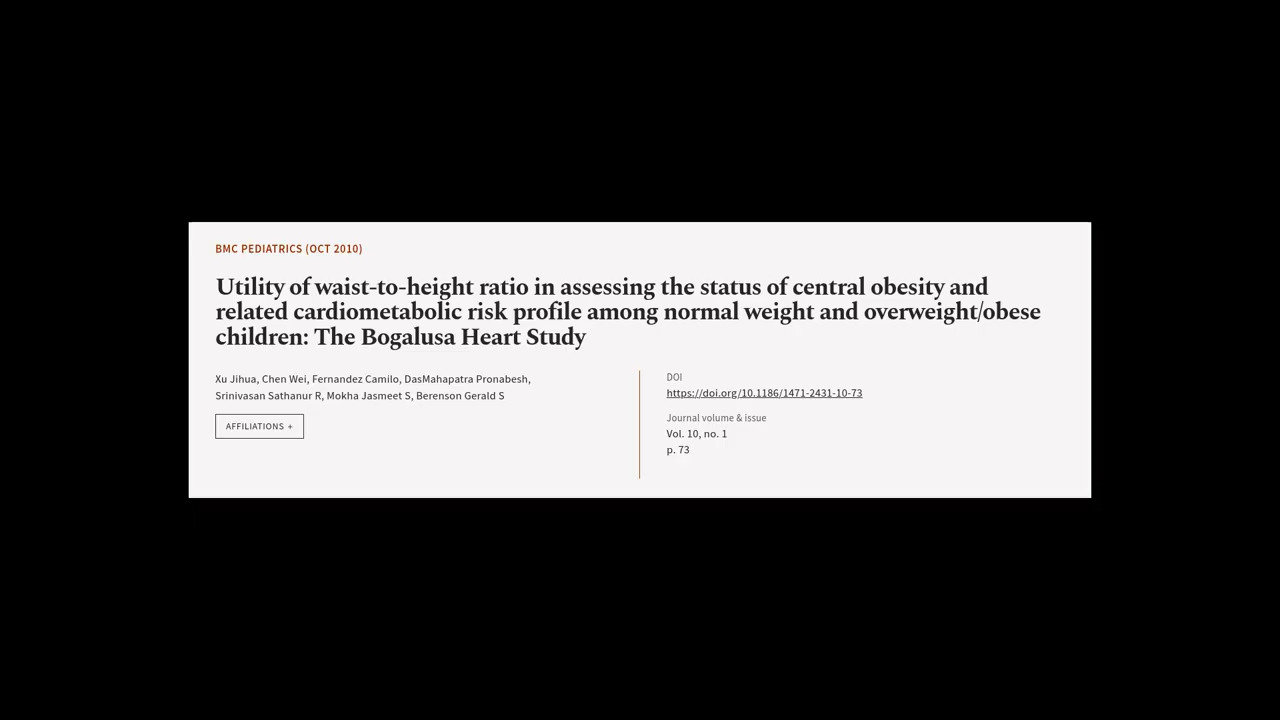 BMC PEDIATRICS (OCT 2010)
Utility of waist-to-height ratio in assessing the status of central obesity and
related cardiometabolic risk profile among normal weight and overweight/obese
children: The Bogalusa Heart Study
Xu Jihua, Chen Wei, Fernandez Camilo, DasMahapatra Pronabesh,
Srinivasan Sathanur R, Mokha Jasmeet S, Berenson Gerald S
AFFILIATIONS +
DOI
https://doi.org/10.1186/1471-2431-10-73
Journal volume & issue
Vol. 10, no. 1
p. 73